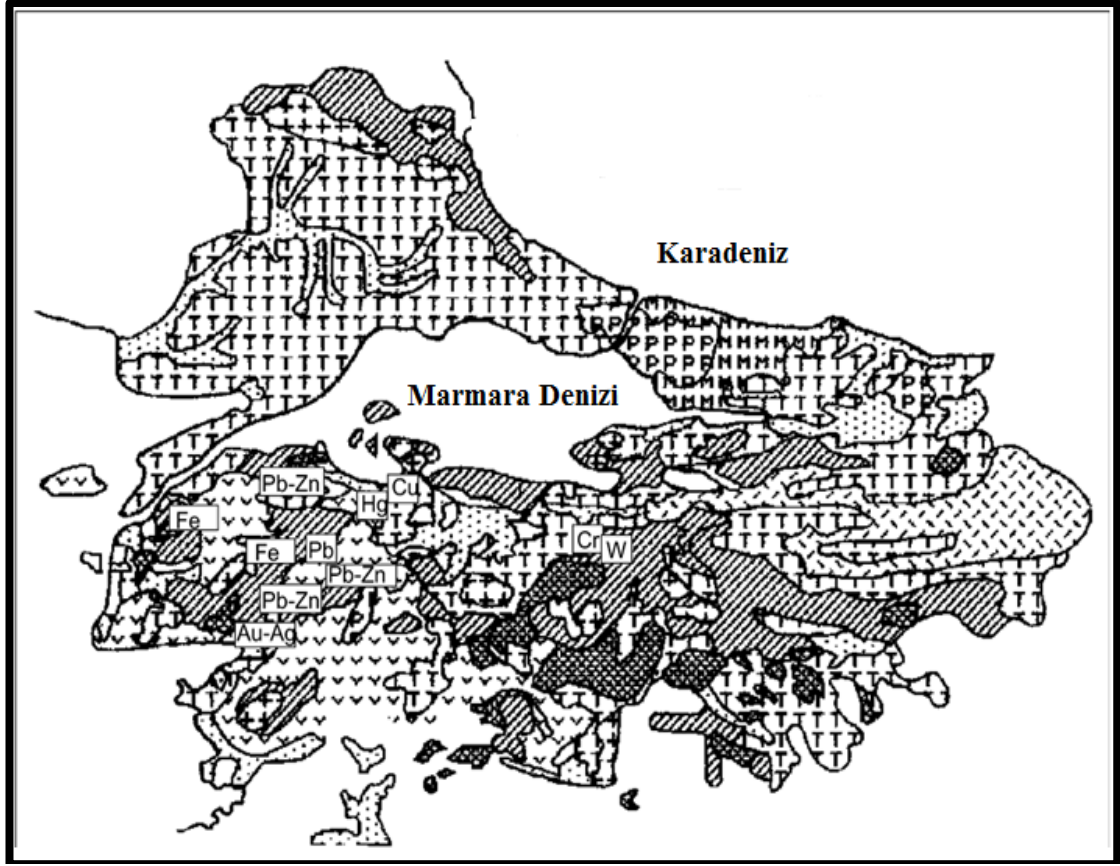 Karadeniz
Marmara Denizi
Pb-Zn
Cu
Hg
Fe
Cr
W
Fe
Pb
Pb-Zn
Pb-Zn
Au-Ag